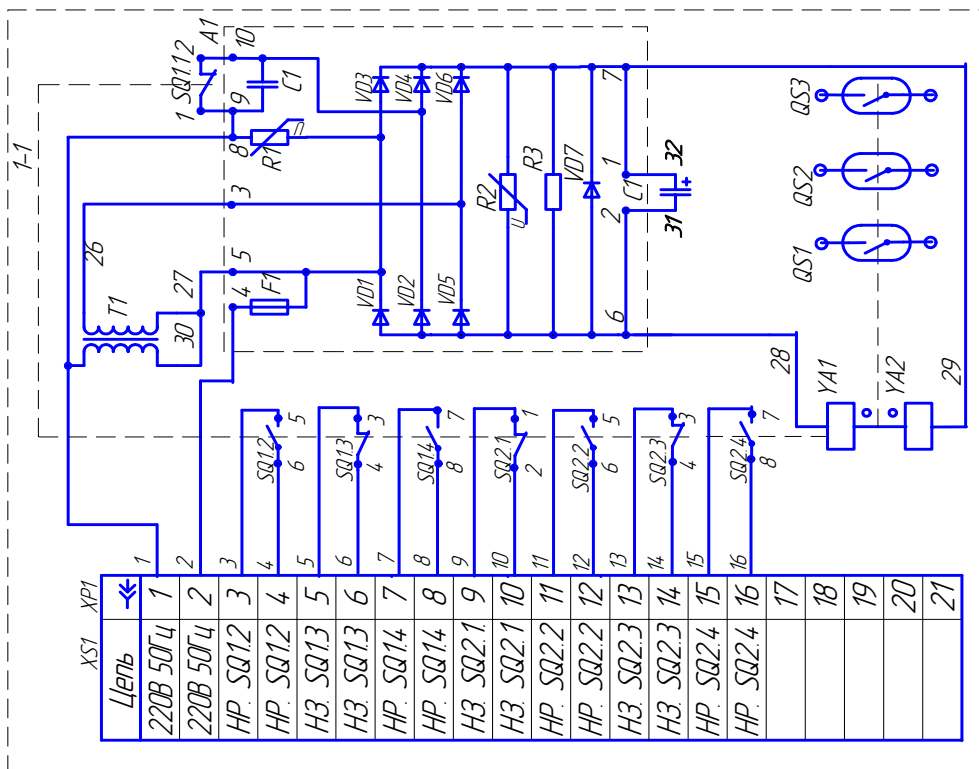 1-1
SQ1.1.2
1
A1
10
9
C1
8
R1
n
3
26
5
27
4
F1
T1
30
VD3
VD4
VD6
VD1
VD2
VD5
R2
U
R3
VD7
7
1
C1
2
6
32
+
31
QS3
QS2
QS1
28
YA1
YA2
29
SQ1.2
5
6
SQ1.3
3
4
SQ1.4
7
8
SQ2.1
1
2
SQ2.2
5
6
SQ2.3
3
4
SQ2.4
7
8
1
2
3
4
5
6
7
8
9
10
11
12
13
14
15
16
XS1 XP1
Цепь
220В 50Гц 1
220В 50Гц 2
НР. SQ1.2 3
НР. SQ1.2 4
НЗ. SQ1.3 5
НЗ. SQ1.3 6
НР. SQ1.4 7
НР. SQ1.4 8
НЗ. SQ2.1. 9
НЗ. SQ2.1 10
НР. SQ2.2 11
НР. SQ2.2 12
НЗ. SQ2.3 13
НЗ. SQ2.3 14
НР. SQ2.4 15
НР. SQ2.4 16
17
18
19
20
21